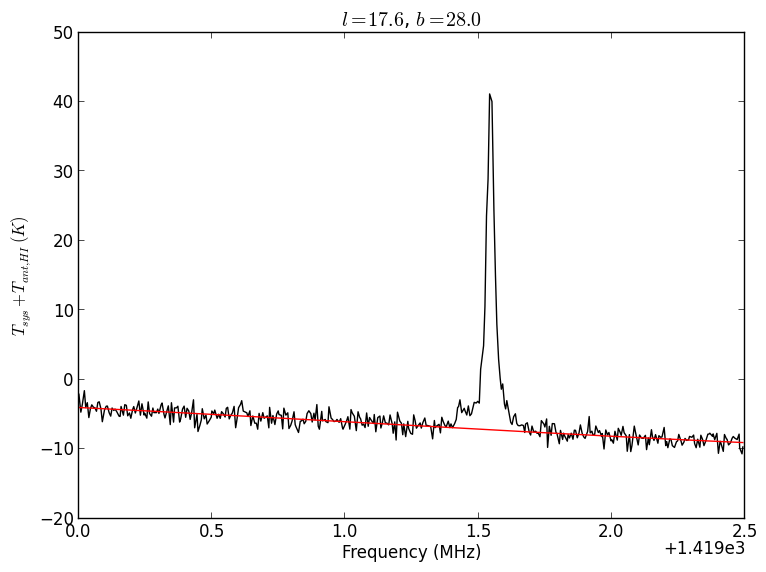 l = 17.6, b = 28.0
50
40
30
20
10
0
−10
−20
T_sys + T_ant,HI (K)
0.0 0.5 1.0 1.5 2.0 2.5
Frequency (MHz)
+1.419e3